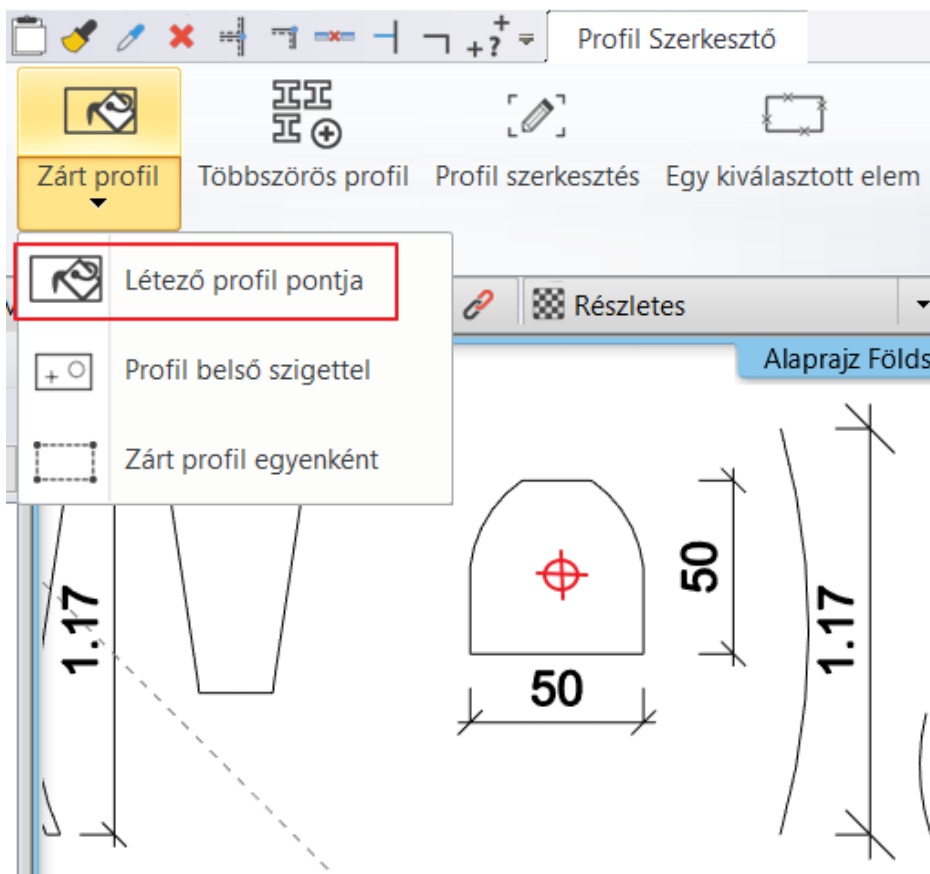 Profil Szerkesztő
Zárt profil
Többszörös profil
Profil szerkesztés
Egy kiválasztott elem
Létező profil pontja
Profil belső szigettel
Zárt profil egyenként
Részletes
Alaprajz Földs
1.17
50
50
1.17